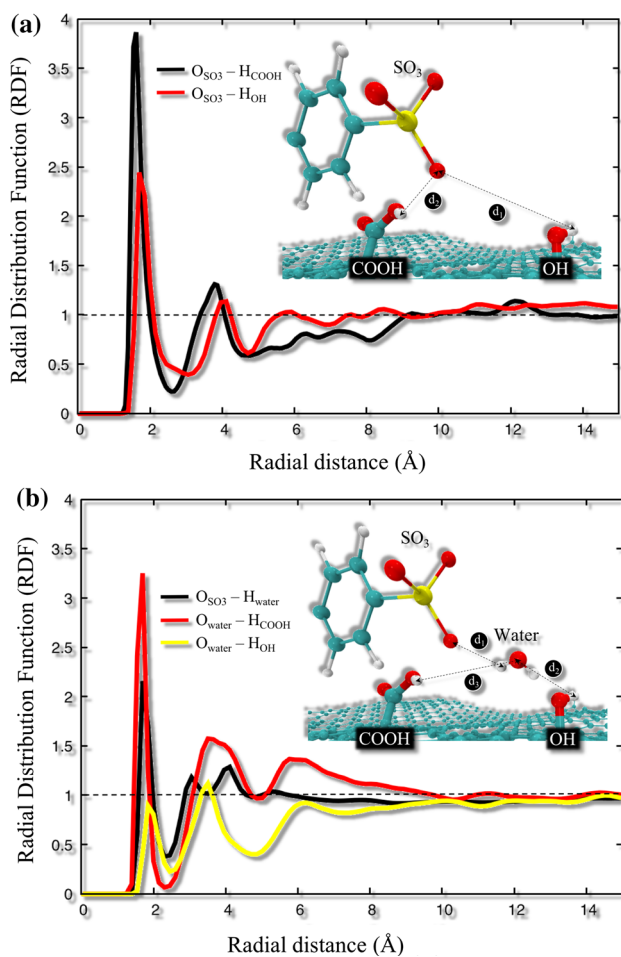 (a)
4
3.5
3
2.5
2
1.5
1
0.5
0
Radial Distribution Function (RDF)
O_SO3 – H_COOH
O_SO3 – H_OH
SO3
d2
d1
COOH
OH
0 2 4 6 8 10 12 14
Radial distance (Å)
(b)
4
3.5
3
2.5
2
1.5
1
0.5
0
Radial Distribution Function (RDF)
O_SO3 – H_water
O_water – H_COOH
O_water – H_OH
SO3
d1
Water
d2
d3
COOH
OH
0 2 4 6 8 10 12 14
Radial distance (Å)